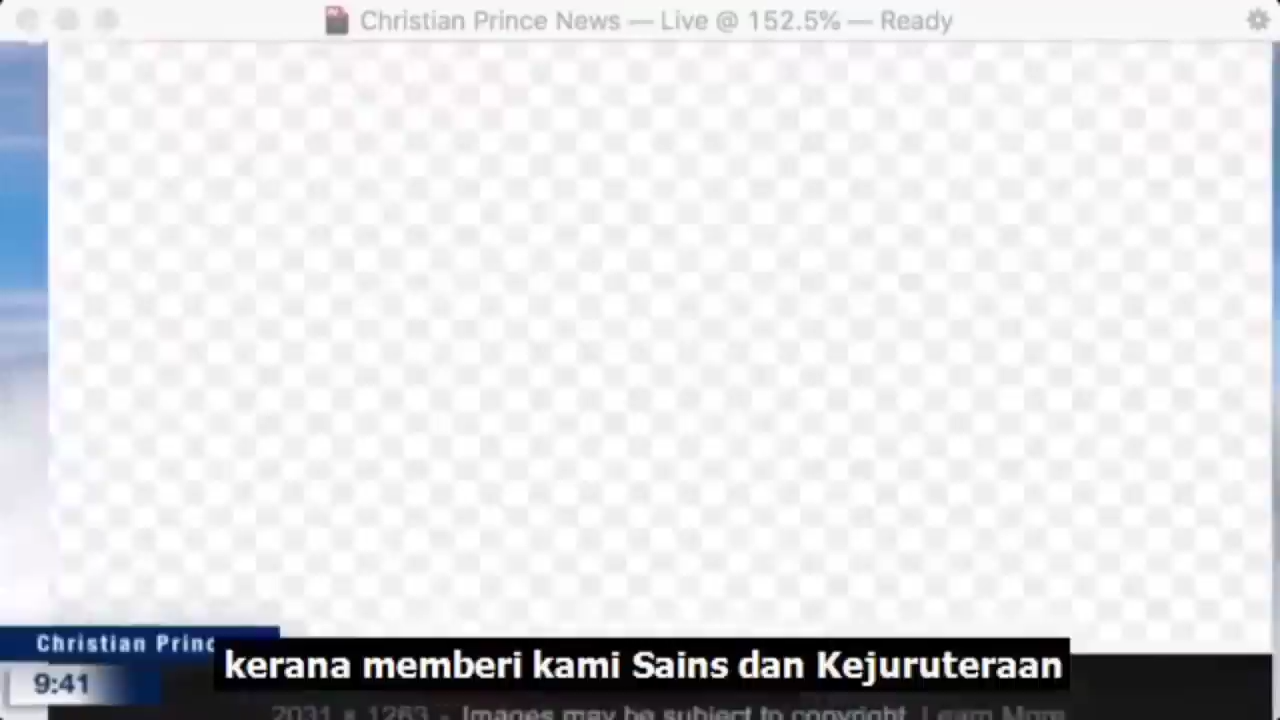 Christian Prince News — Live @ 152.5% — Ready
Christian Princ
kerana memberi kami Sains dan Kejuruteraan
9:41
2031 × 1263 - Images may be subject to copyright. Learn More